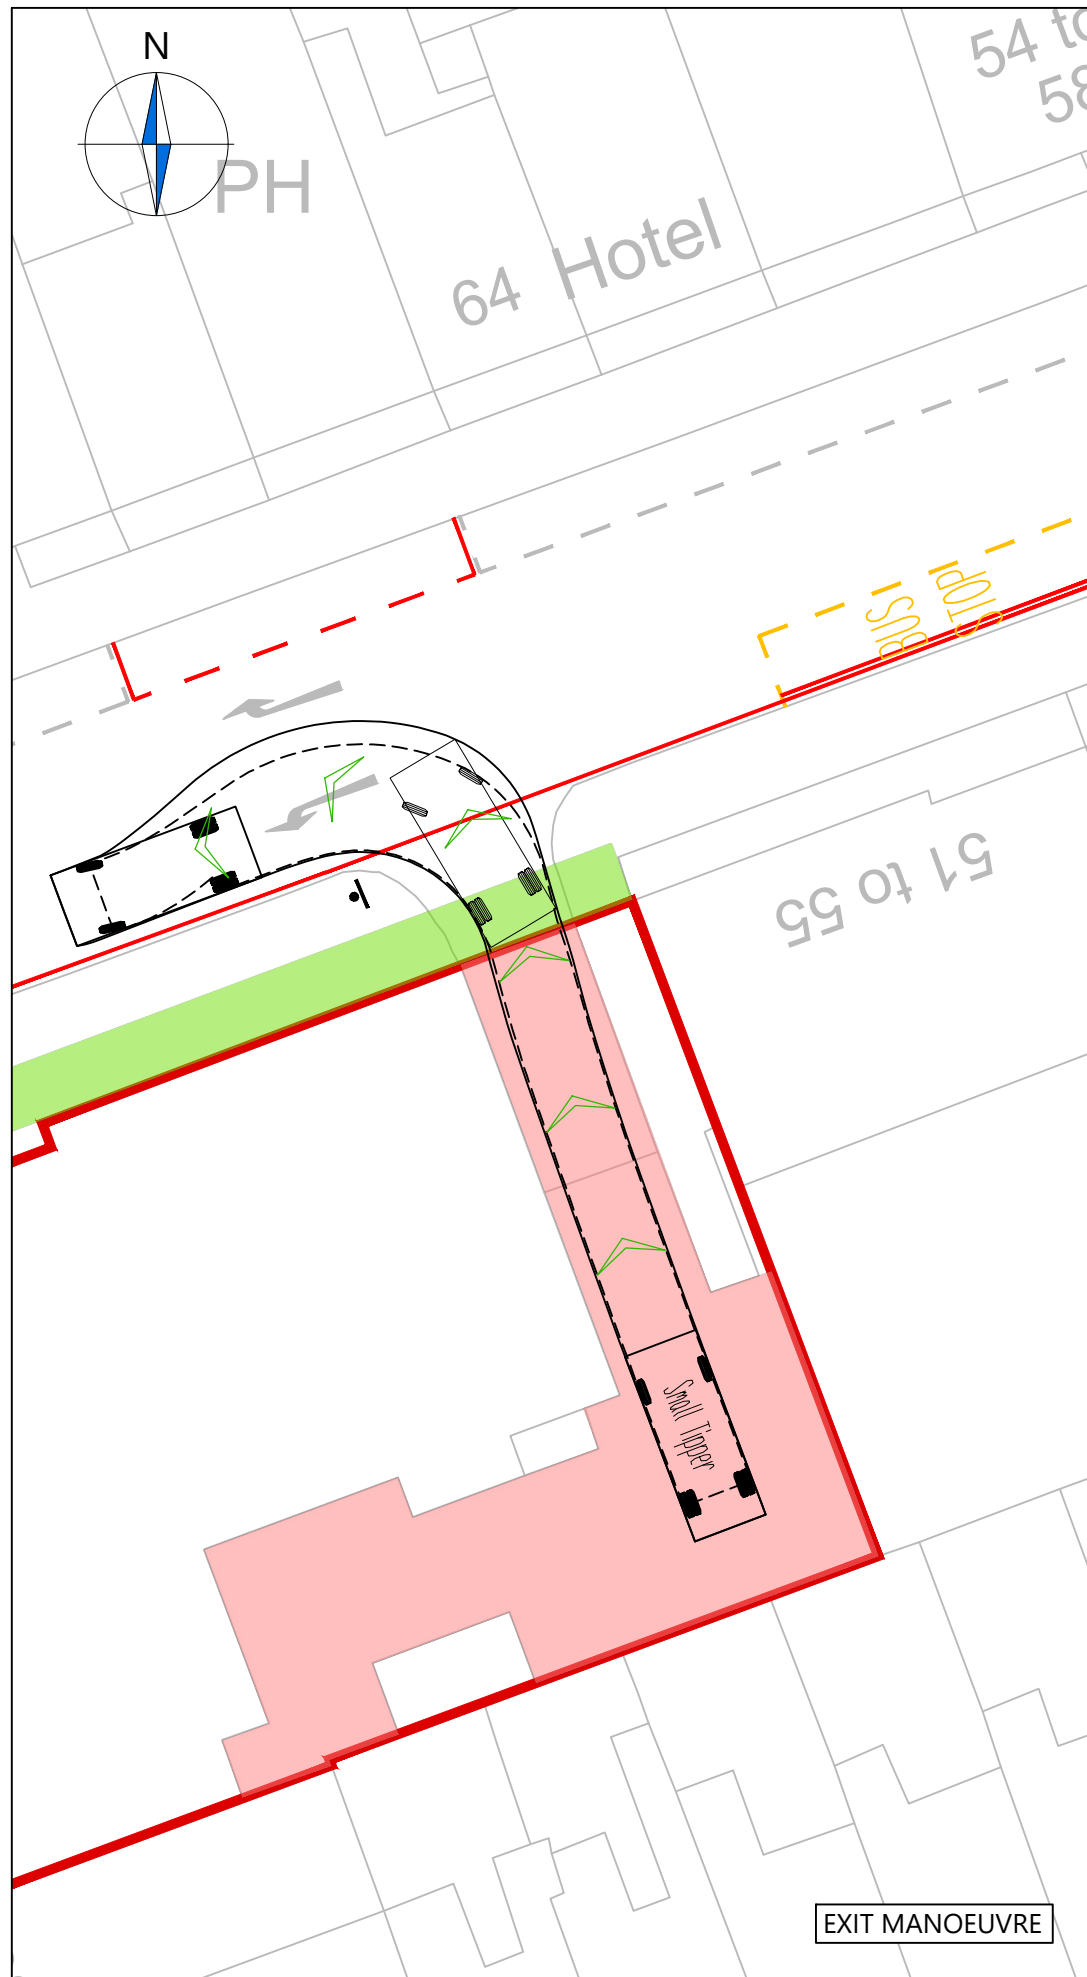 N
54 to
58
PH
64 Hotel
BUS
STOP
51 to 55
Small Tipper
EXIT MANOEUVRE